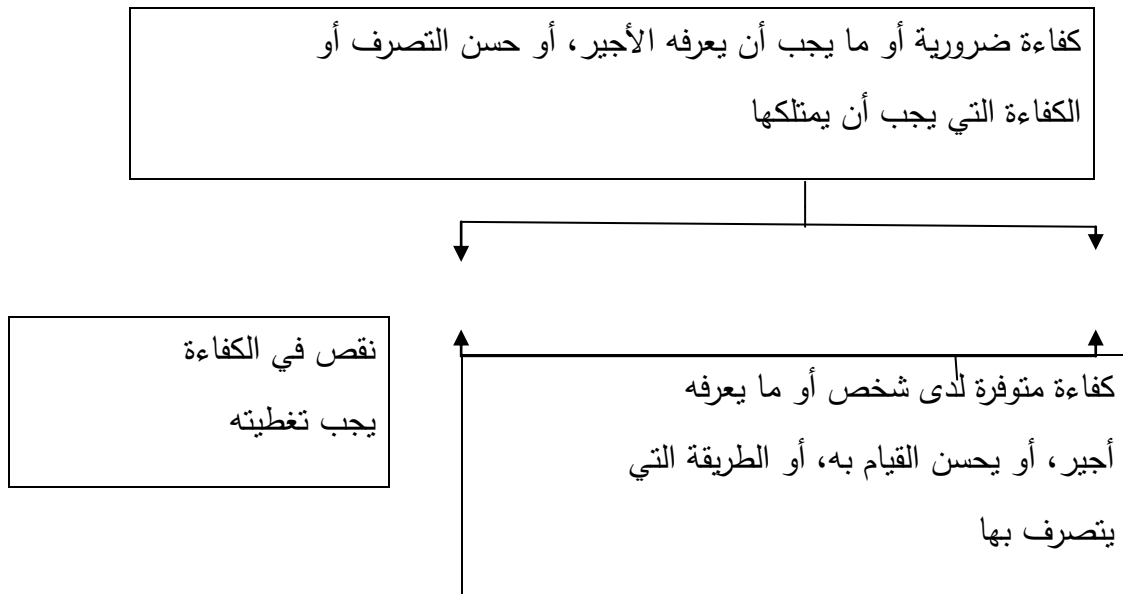 كفاءة ضرورية أو ما يجب أن يعرفه الأجير، أو حسن التصرف أو
الكفاءة التي يجب أن يمتلكها
كفاءة متوفرة لدى شخص أو ما يعرفه
أجير، أو يحسن القيام به، أو الطريقة التي
يتصرف بها
نقص في الكفاءة
يجب تغطيته